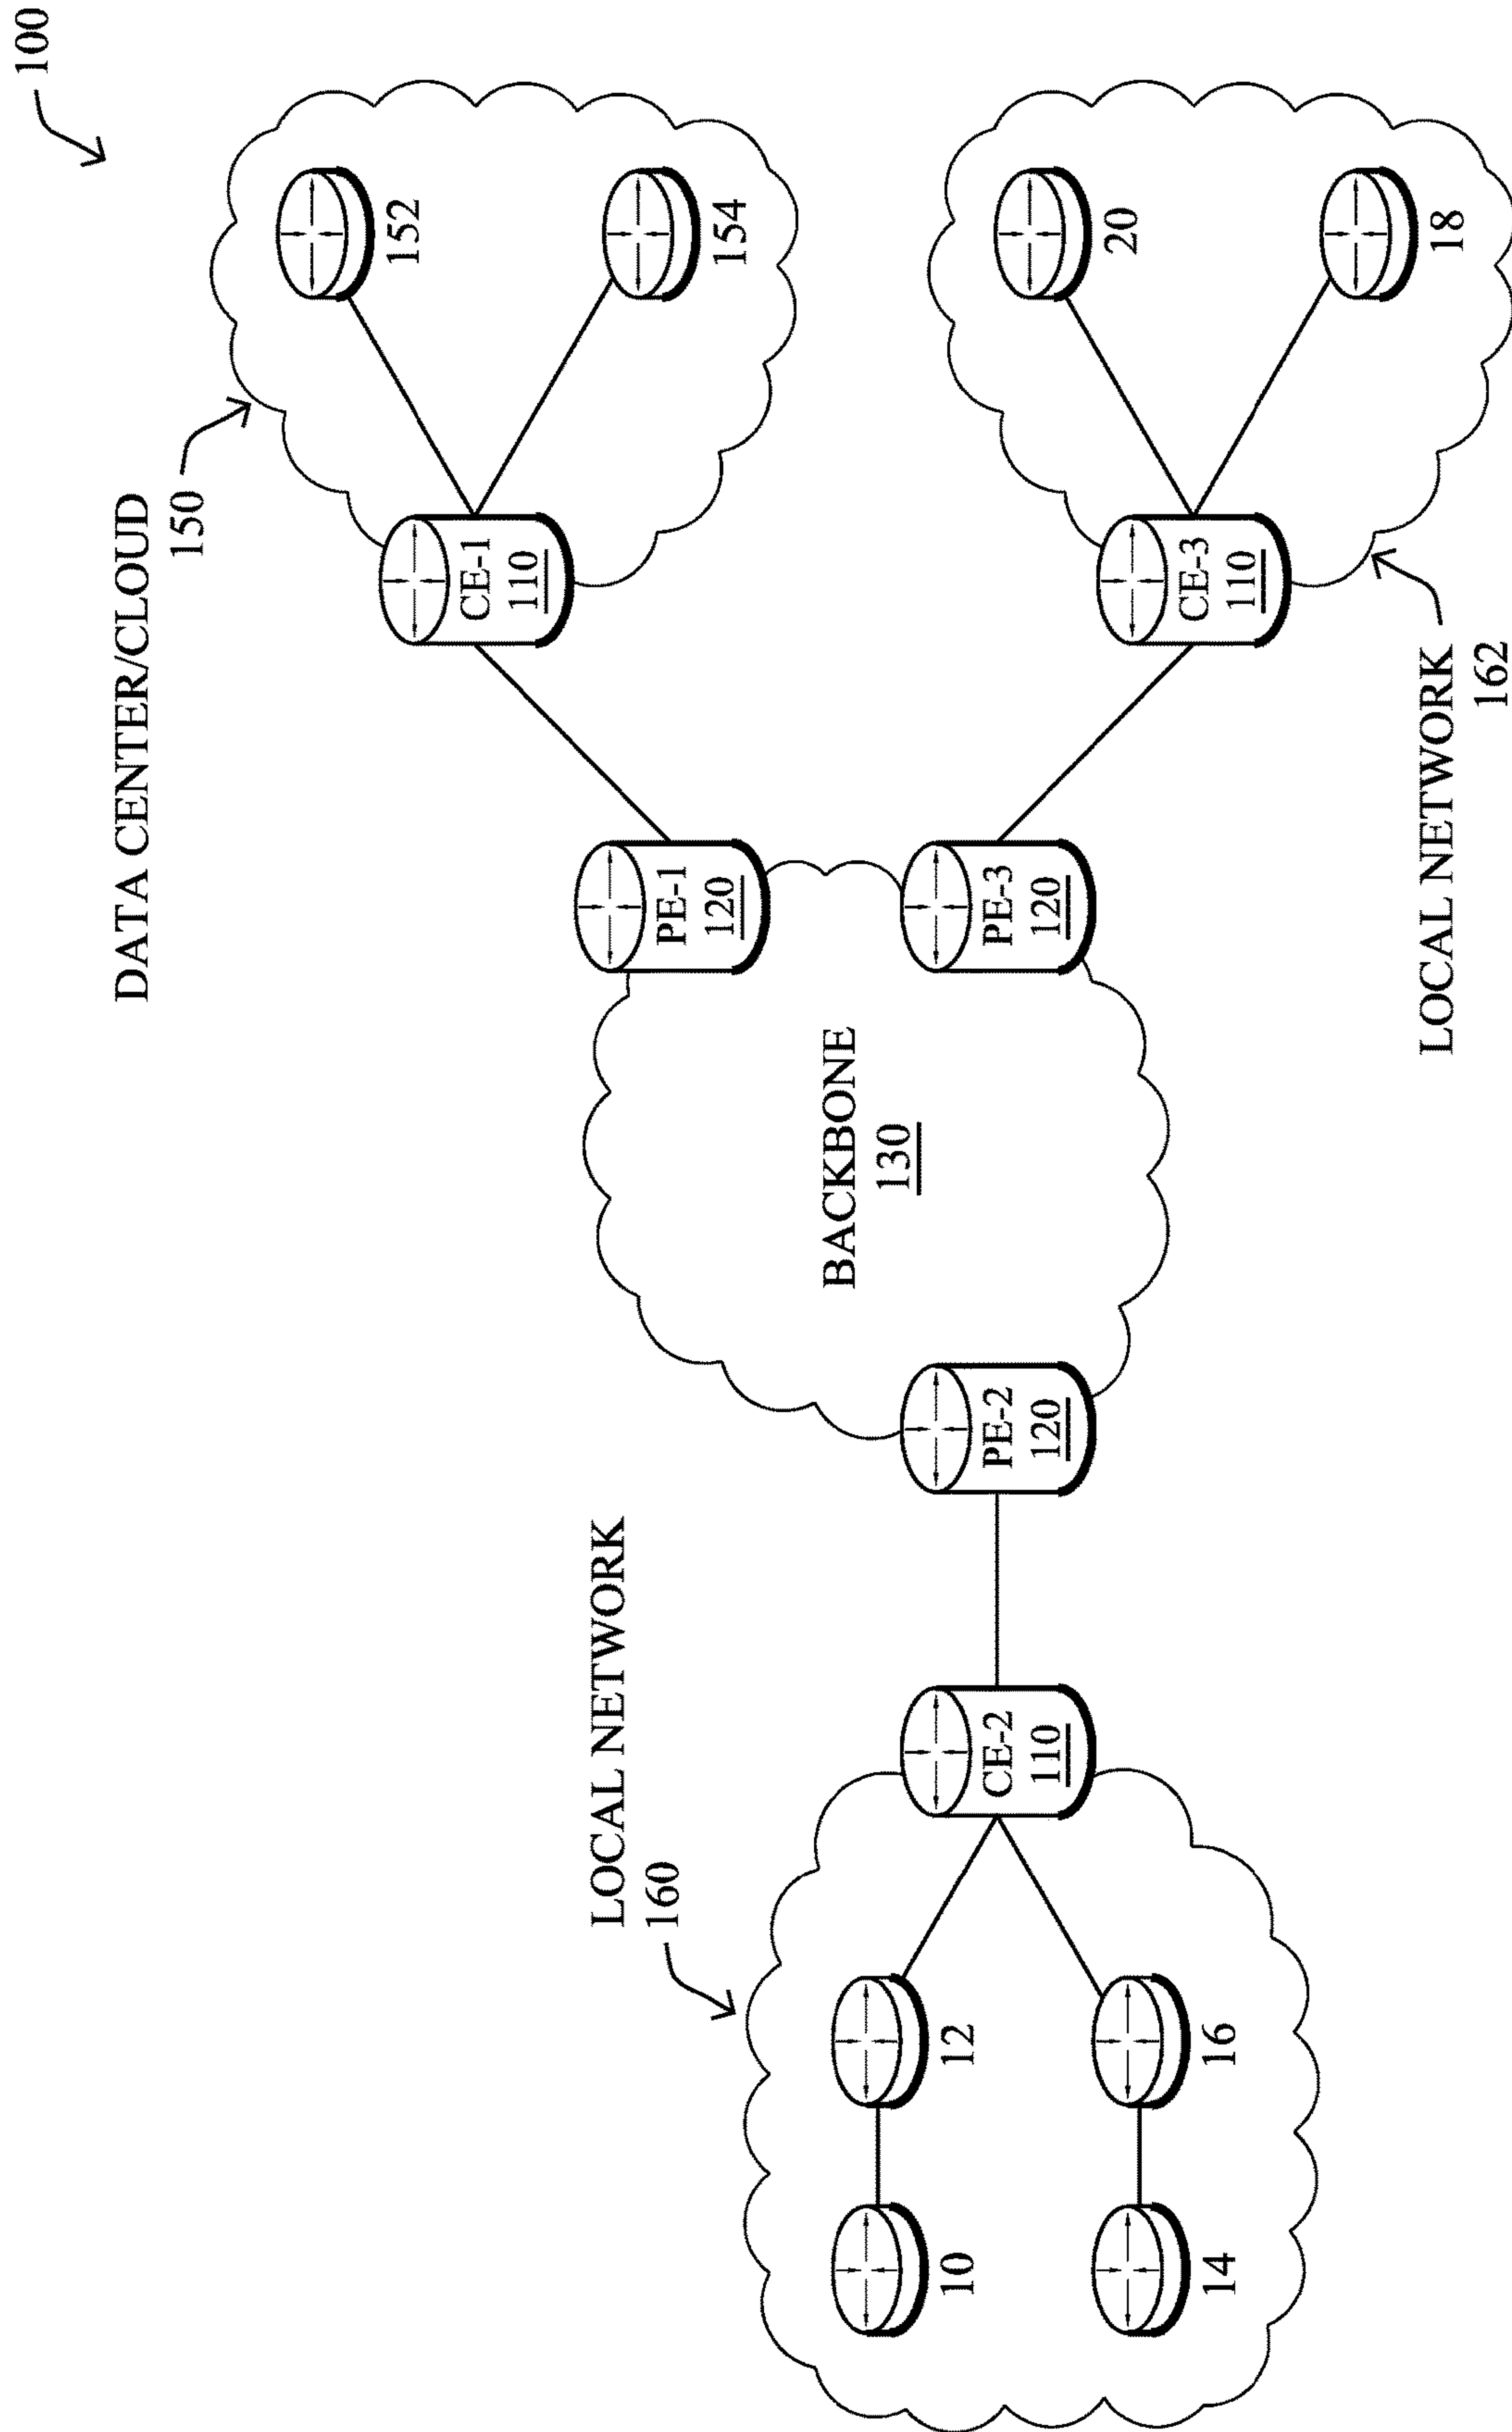 100
DATA CENTER/CLOUD
150
152
CE-1
110
154
LOCAL NETWORK
160
PE-1
120
BACKBONE
130
10
12
CE-2
110
PE-2
120
PE-3
120
20
14
16
CE-3
110
18
LOCAL NETWORK
162